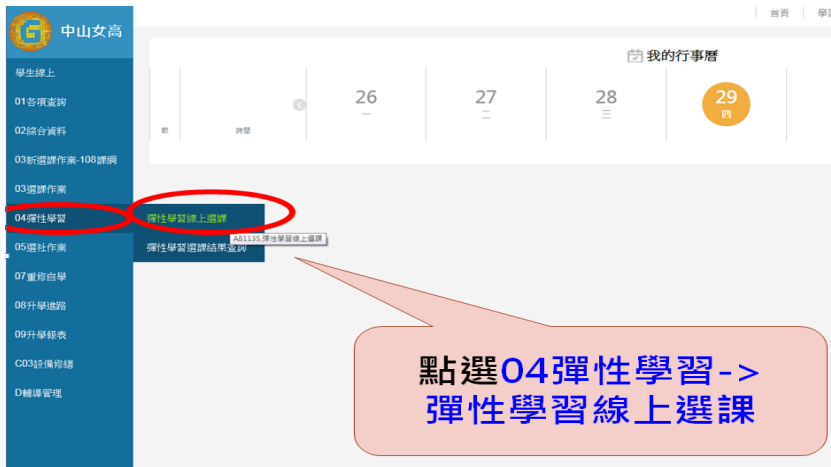 首頁
學習
中山女高
我的行事曆
學生線上
01各項查詢
02綜合資料
03新選課作業-108課綱
03選課作業
04彈性學習
05選社作業
07重修自學
08升學進路
09升學報表
C03設備修繕
D輔導管理
節 時間
26 27 28 29
一 二 三 四
彈性學習線上選課
AB113S.彈性學習線上選課
彈性學習選課結果查詢
點選04彈性學習->
彈性學習線上選課